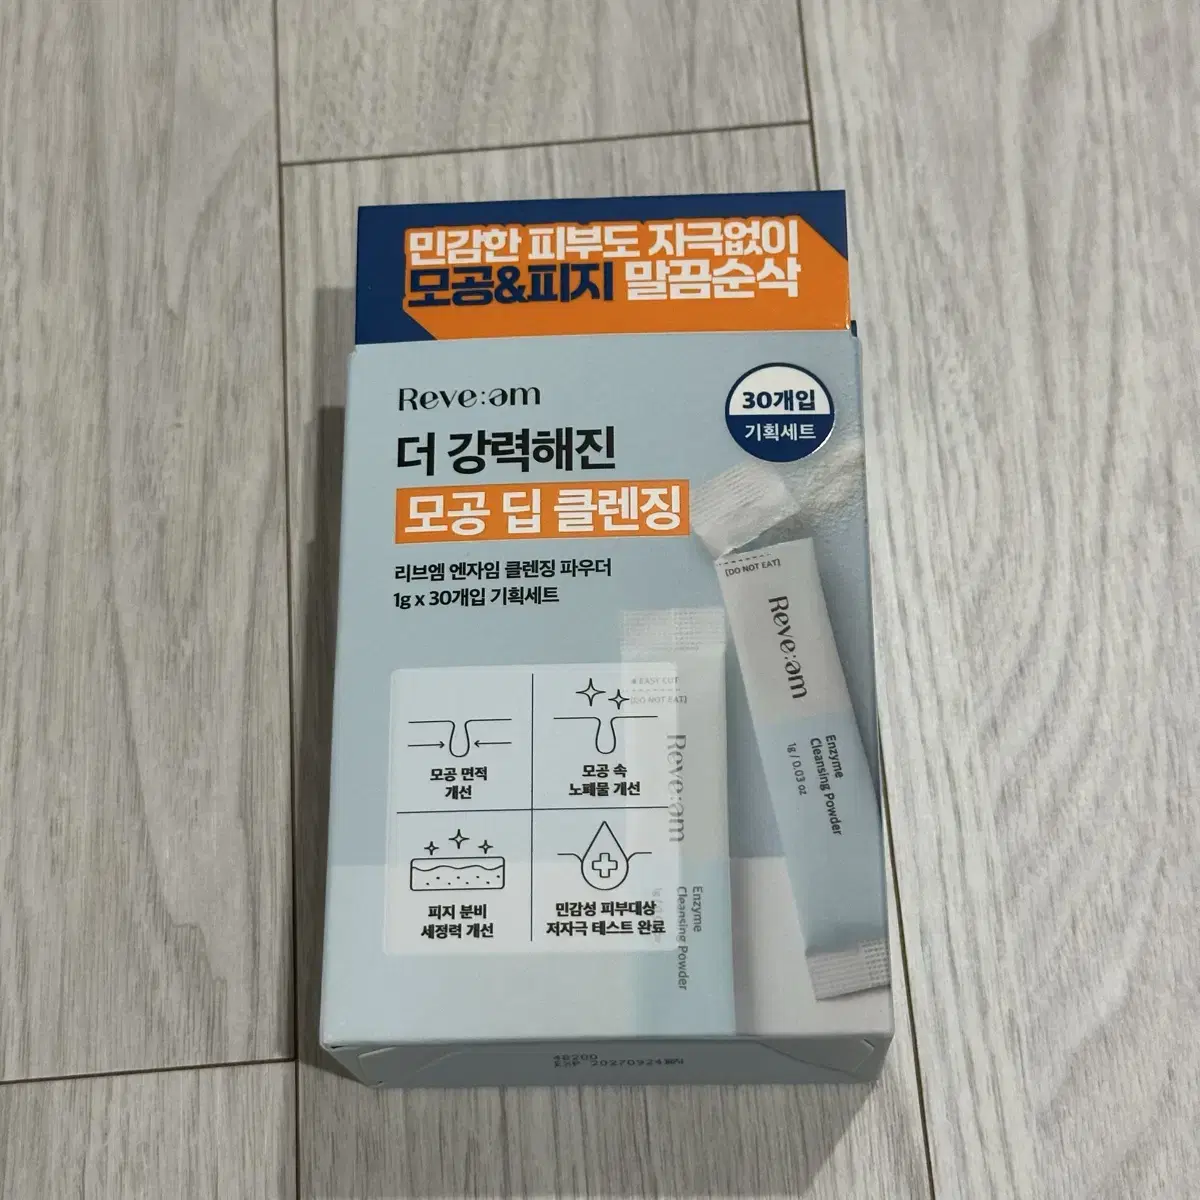 민감한 피부도 자극없이
모공&피지 말끔순삭
Reve:am
30개입
기획세트
더 강력해진
모공 딥 클렌징
리브엠 엔자임 클렌징 파우더
1g x 30개입 기획세트
[DO NOT EAT]
Reve:am
Enzyme
Cleansing Powder
1g / 0.03 oz
EASY CUT
[DO NOT EAT]
Reve:am
Enzyme
Cleansing Powder
모공 면적
개선
모공 속
노폐물 개선
피지 분비
세정력 개선
민감성 피부대상
저자극 테스트 완료
20270924